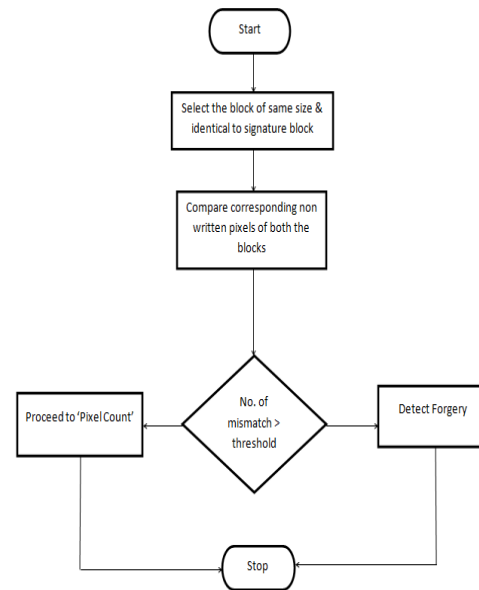 Start
Select the block of same size &
identical to signature block
Compare corresponding non
written pixels of both the
blocks
No. of
mismatch >
threshold
Proceed to 'Pixel Count'
Detect Forgery
Stop